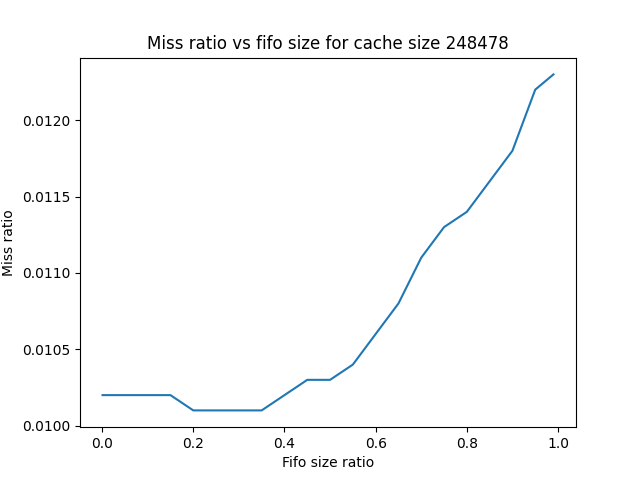 Miss ratio vs fifo size for cache size 248478
0.0120
0.0115
0.0110
0.0105
0.0100
Miss ratio
0.0 0.2 0.4 0.6 0.8 1.0
Fifo size ratio